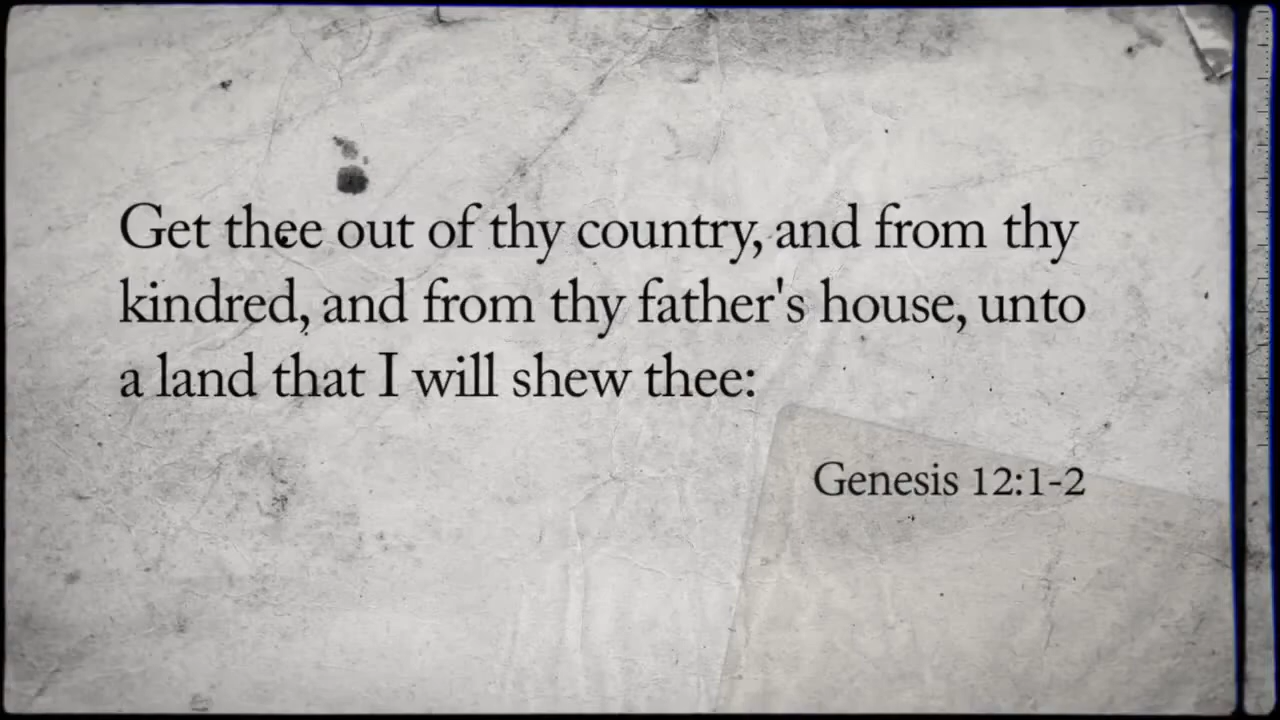 Get thee out of thy country, and from thy
kindred, and from thy father's house, unto
a land that I will shew thee:
Genesis 12:1-2